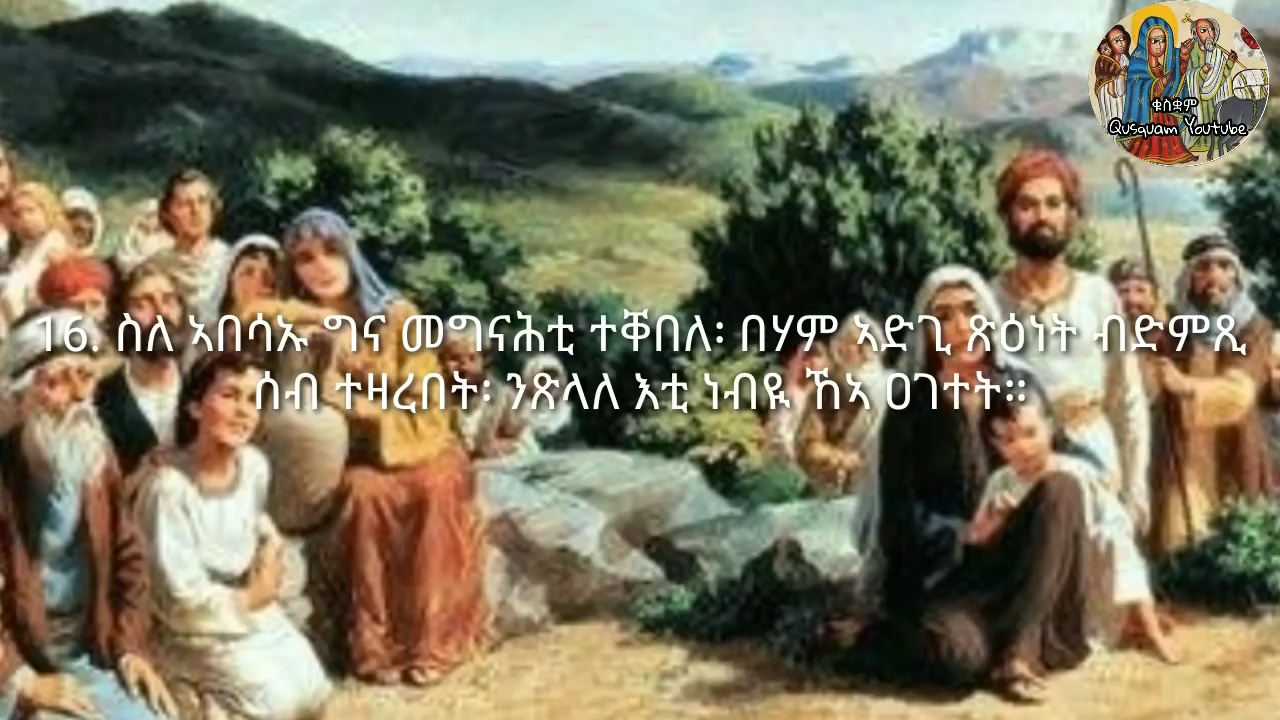 ቁስቋም
Qusquam Youtube
16. ስለ ኣበሳኡ ግና መግናሕቲ ተቐበለ፡ በሃም ኣድጊ ጽዕነት ብድምጺ
ሰብ ተዛረበት፡ ንጽላለ እቲ ነብዪ ኸኣ ዐገተት።